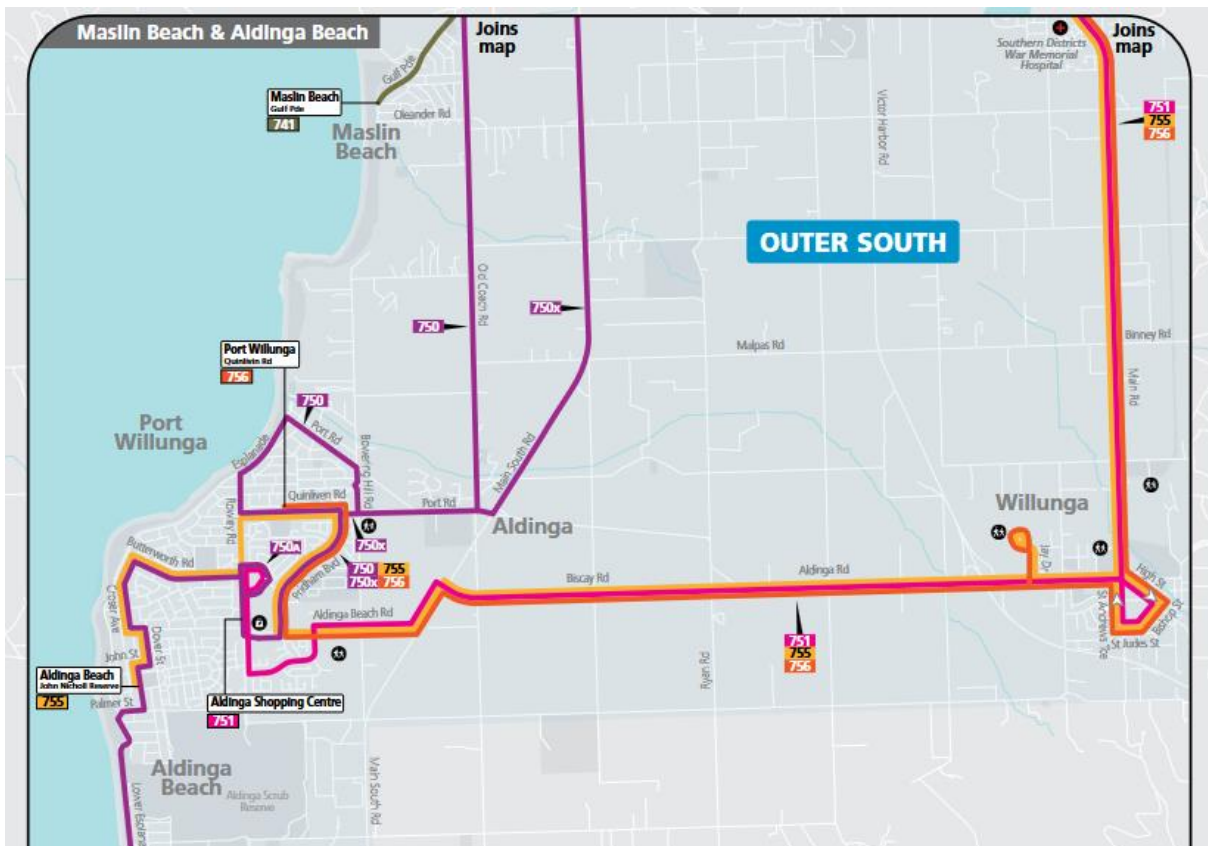 Maslin Beach & Aldinga Beach
Joins
map
Joins
map
Southern Districts
War Memorial
Hospital
Gulf Pde
Maslin Beach
Gulf Pde
741
Oleander Rd
Maslin
Beach
Victor Harbor Rd
751
755
756
OUTER SOUTH
Old Coach Rd
750
750x
Port Willunga
Quinlivin Rd
756
Malpas Rd
Binney Rd
Main Rd
750
Port
Willunga
Esplanade
Port Rd
Bowering Hill Rd
Main South Rd
Quinliven Rd
Port Rd
Aldinga
Willunga
Rowley Rd
750A
750x
Butterworth Rd
Pridham Bvd
750
755
750x
756
Jay Dr
Biscay Rd
Aldinga Rd
High St
Croser Ave
Aldinga Beach Rd
St Andrews Tce
Bishop St
St Judes St
751
755
756
John St
Dover St
Ryan Rd
Aldinga Beach
John Nicholl Reserve
755
Palmer St
Aldinga Shopping Centre
751
Aldinga
Beach
Aldinga Scrub
Reserve
Main South Rd
Lower Esplana